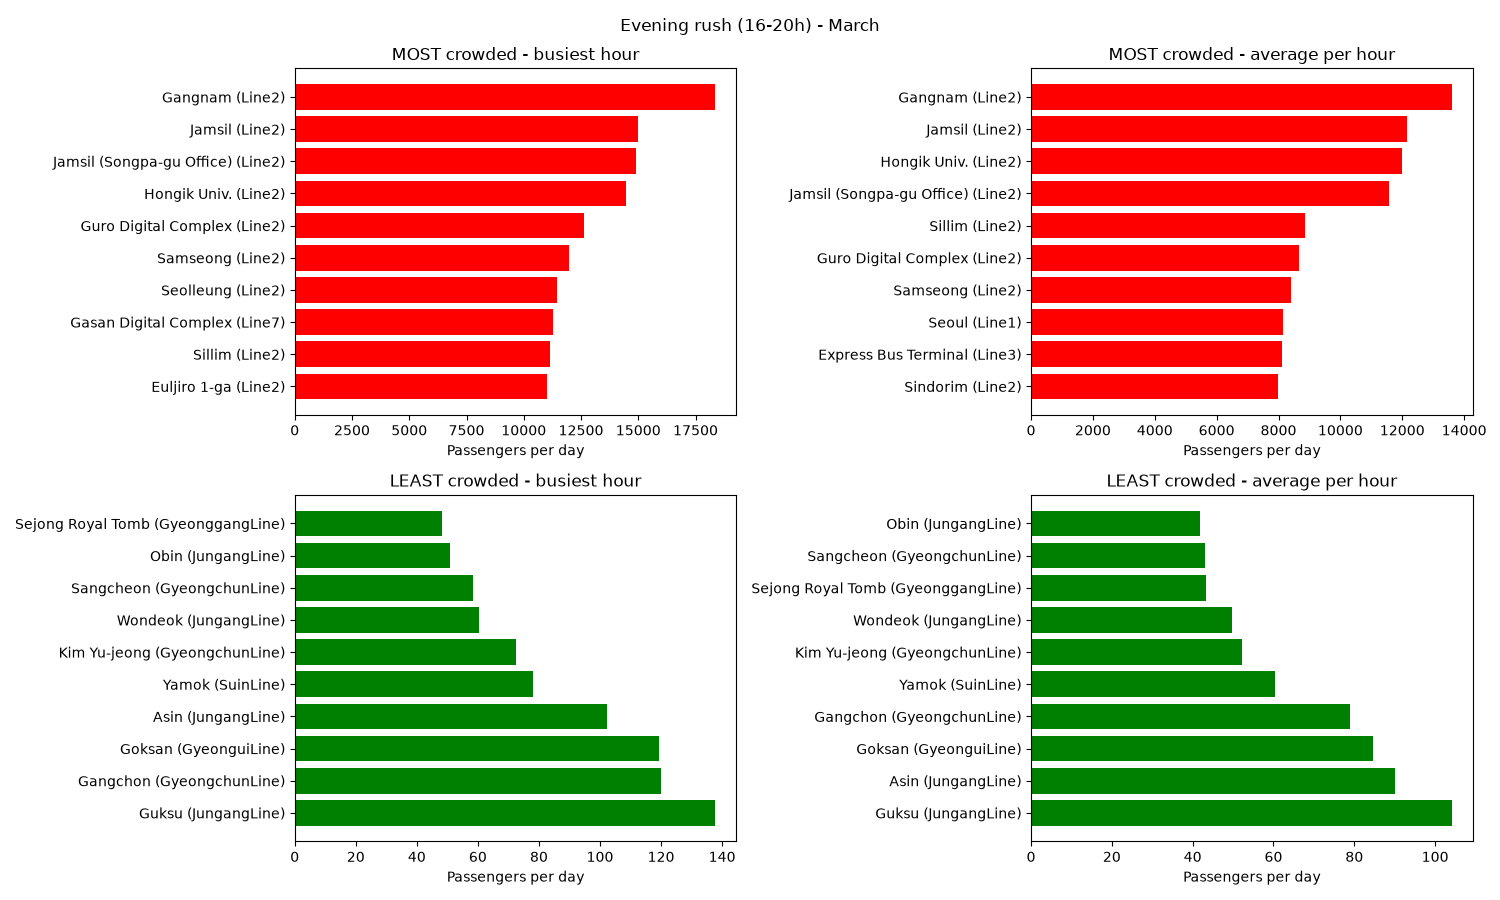 Evening rush (16-20h) - March
MOST crowded - busiest hour
Gangnam (Line2)
Jamsil (Line2)
Jamsil (Songpa-gu Office) (Line2)
Hongik Univ. (Line2)
Guro Digital Complex (Line2)
Samseong (Line2)
Seolleung (Line2)
Gasan Digital Complex (Line7)
Sillim (Line2)
Euljiro 1-ga (Line2)
0 2500 5000 7500 10000 12500 15000 17500
Passengers per day
MOST crowded - average per hour
Gangnam (Line2)
Jamsil (Line2)
Hongik Univ. (Line2)
Jamsil (Songpa-gu Office) (Line2)
Sillim (Line2)
Guro Digital Complex (Line2)
Samseong (Line2)
Seoul (Line1)
Express Bus Terminal (Line3)
Sindorim (Line2)
0 2000 4000 6000 8000 10000 12000 14000
Passengers per day
LEAST crowded - busiest hour
Sejong Royal Tomb (GyeonggangLine)
Obin (JungangLine)
Sangcheon (GyeongchunLine)
Wondeok (JungangLine)
Kim Yu-jeong (GyeongchunLine)
Yamok (SuinLine)
Asin (JungangLine)
Goksan (GyeonguiLine)
Gangchon (GyeongchunLine)
Guksu (JungangLine)
0 20 40 60 80 100 120 140
Passengers per day
LEAST crowded - average per hour
Obin (JungangLine)
Sangcheon (GyeongchunLine)
Sejong Royal Tomb (GyeonggangLine)
Wondeok (JungangLine)
Kim Yu-jeong (GyeongchunLine)
Yamok (SuinLine)
Gangchon (GyeongchunLine)
Goksan (GyeonguiLine)
Asin (JungangLine)
Guksu (JungangLine)
0 20 40 60 80 100
Passengers per day